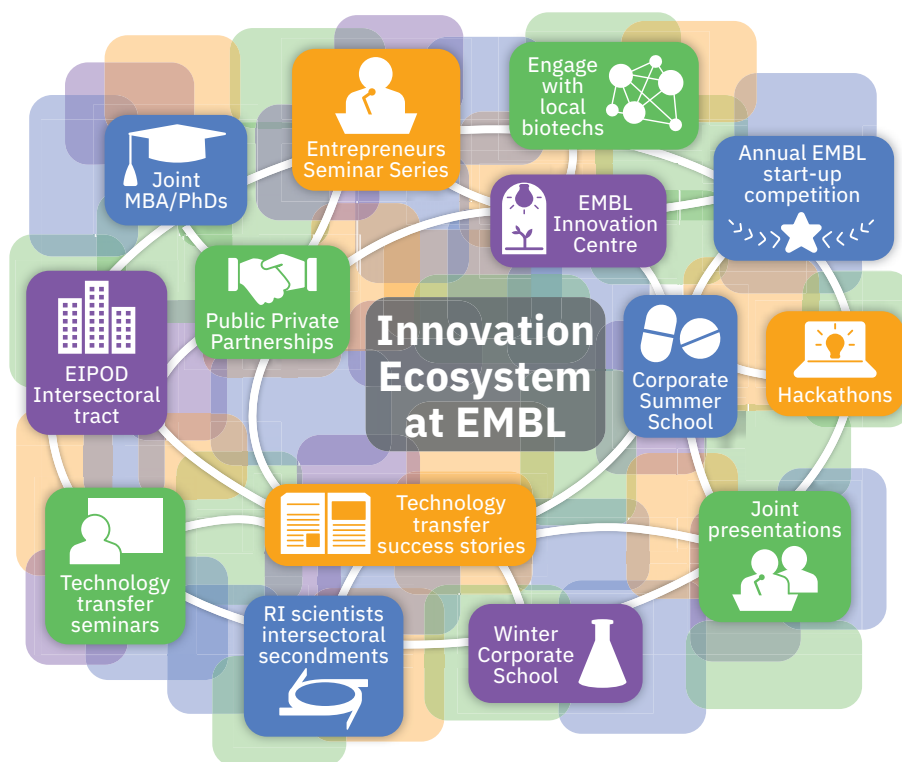 Entrepreneurs
Seminar Series
Engage
with
local
biotechs
Joint
MBA/PhDs
Annual EMBL
start-up
competition
EMBL
Innovation
Centre
Public Private
Partnerships
EIPOD
Intersectoral
tract
Innovation
Ecosystem
at EMBL
Corporate
Summer
School
Hackathons
Technology
transfer
success stories
Joint
presentations
Technology
transfer
seminars
RI scientists
intersectoral
secondments
Winter
Corporate
School